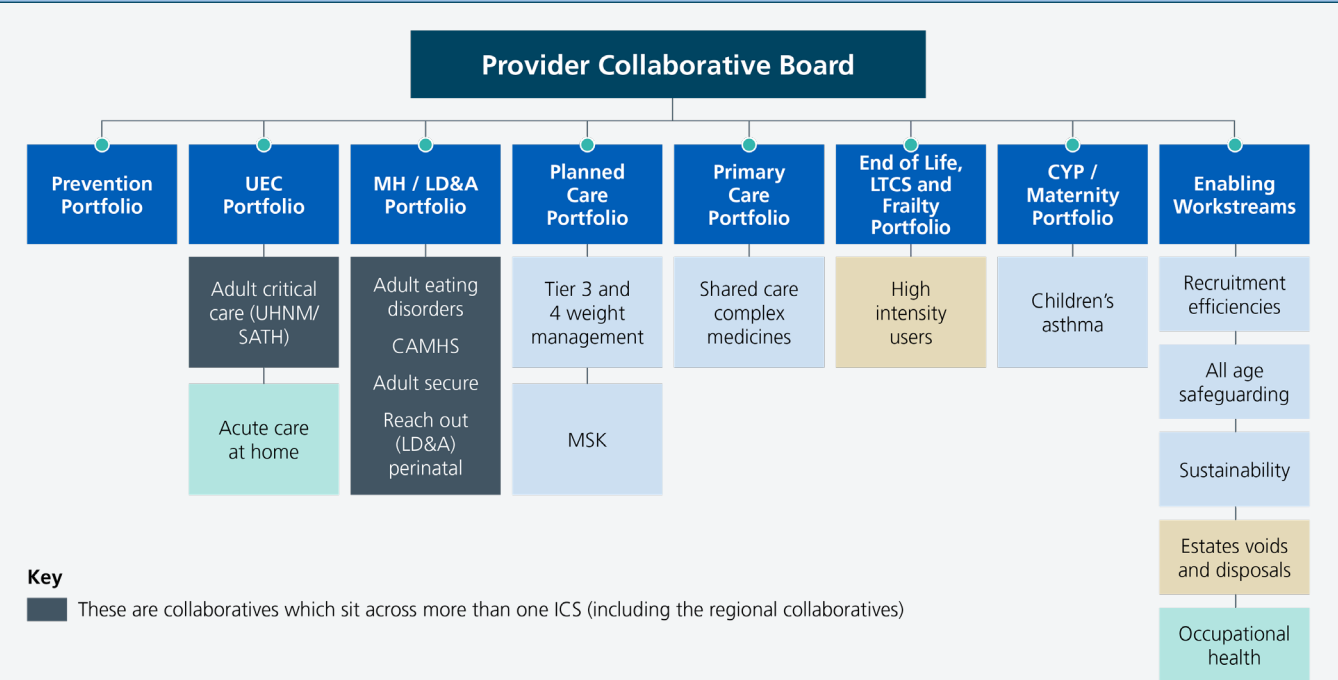 Provider Collaborative Board
Prevention
Portfolio
UEC
Portfolio
MH / LD&A
Portfolio
Planned
Care
Portfolio
Primary
Care
Portfolio
End of Life,
LTCS and
Frailty
Portfolio
CYP /
Maternity
Portfolio
Enabling
Workstreams
Adult critical
care (UHNM/
SATH)
Acute care
at home
Adult eating
disorders
CAMHS
Adult secure
Reach out
(LD&A)
perinatal
Tier 3 and
4 weight
management
MSK
Shared care
complex
medicines
High
intensity
users
Children’s
asthma
Recruitment
efficiencies
All age
safeguarding
Sustainability
Estates voids
and disposals
Occupational
health
Key
These are collaboratives which sit across more than one ICS (including the regional collaboratives)